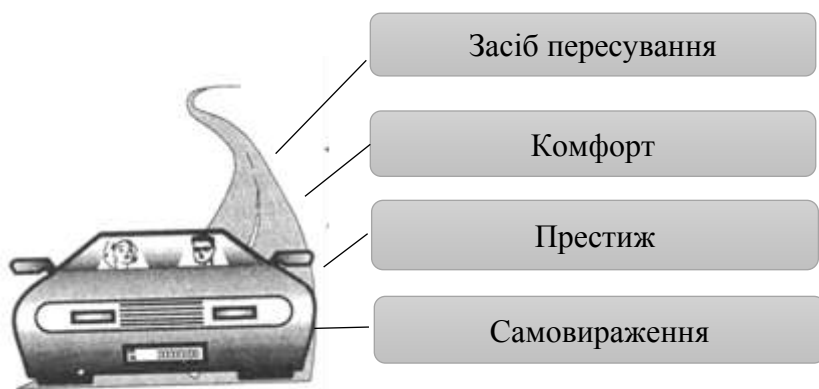 Засіб пересування
Комфорт
Престиж
Самовираження